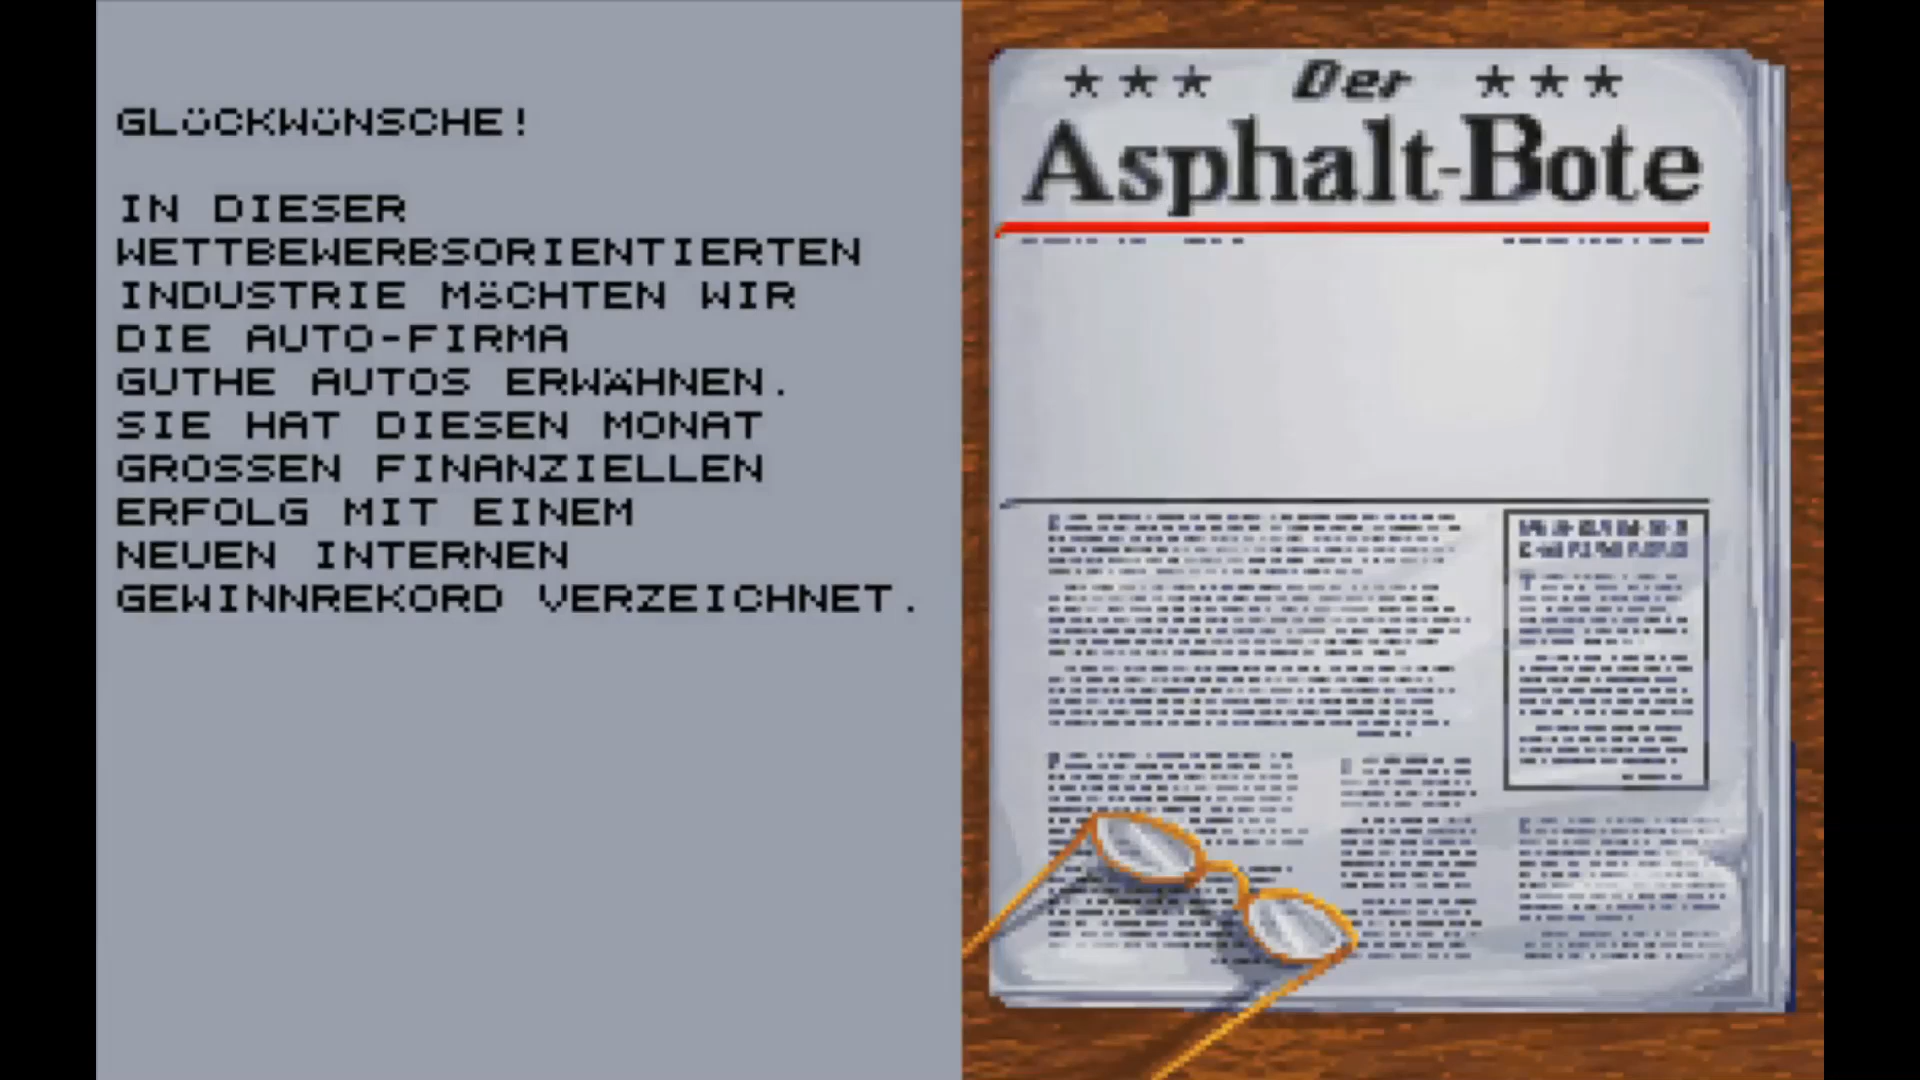 GLÜCKWÜNSCHE!
IN DIESER
WETTBEWERBSORIENTIERTEN
INDUSTRIE MöCHTEN WIR
DIE AUTO-FIRMA
GUTHE AUTOS ERWÄHNEN.
SIE HAT DIESEN MONAT
GROSSEN FINANZIELLEN
ERFOLG MIT EINEM
NEUEN INTERNEN
GEWINNREKORD VERZEICHNET.
★★★ Der ★★★
Asphalt-Bote